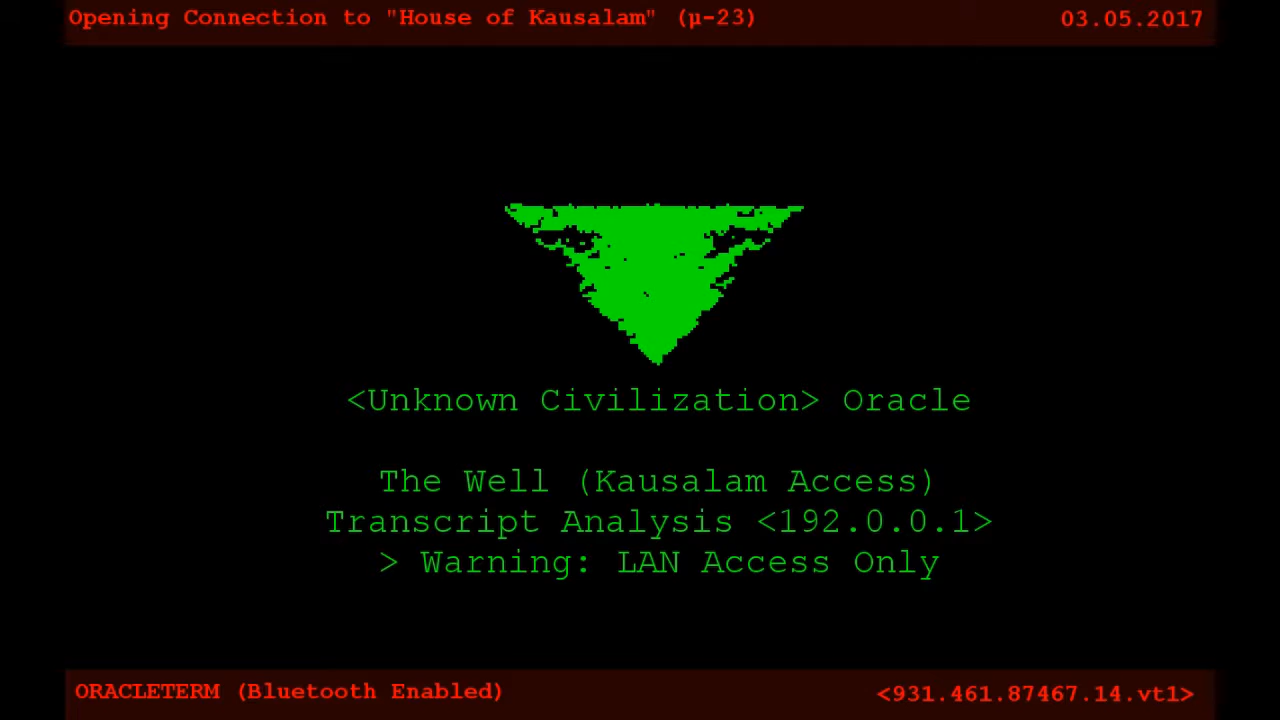 Opening Connection to "House of Kausalam" (µ-23)
03.05.2017
<Unknown Civilization> Oracle
The Well (Kausalam Access)
Transcript Analysis <192.0.0.1>
> Warning: LAN Access Only
ORACLETERM (Bluetooth Enabled)
<931.461.87467.14.vt1>